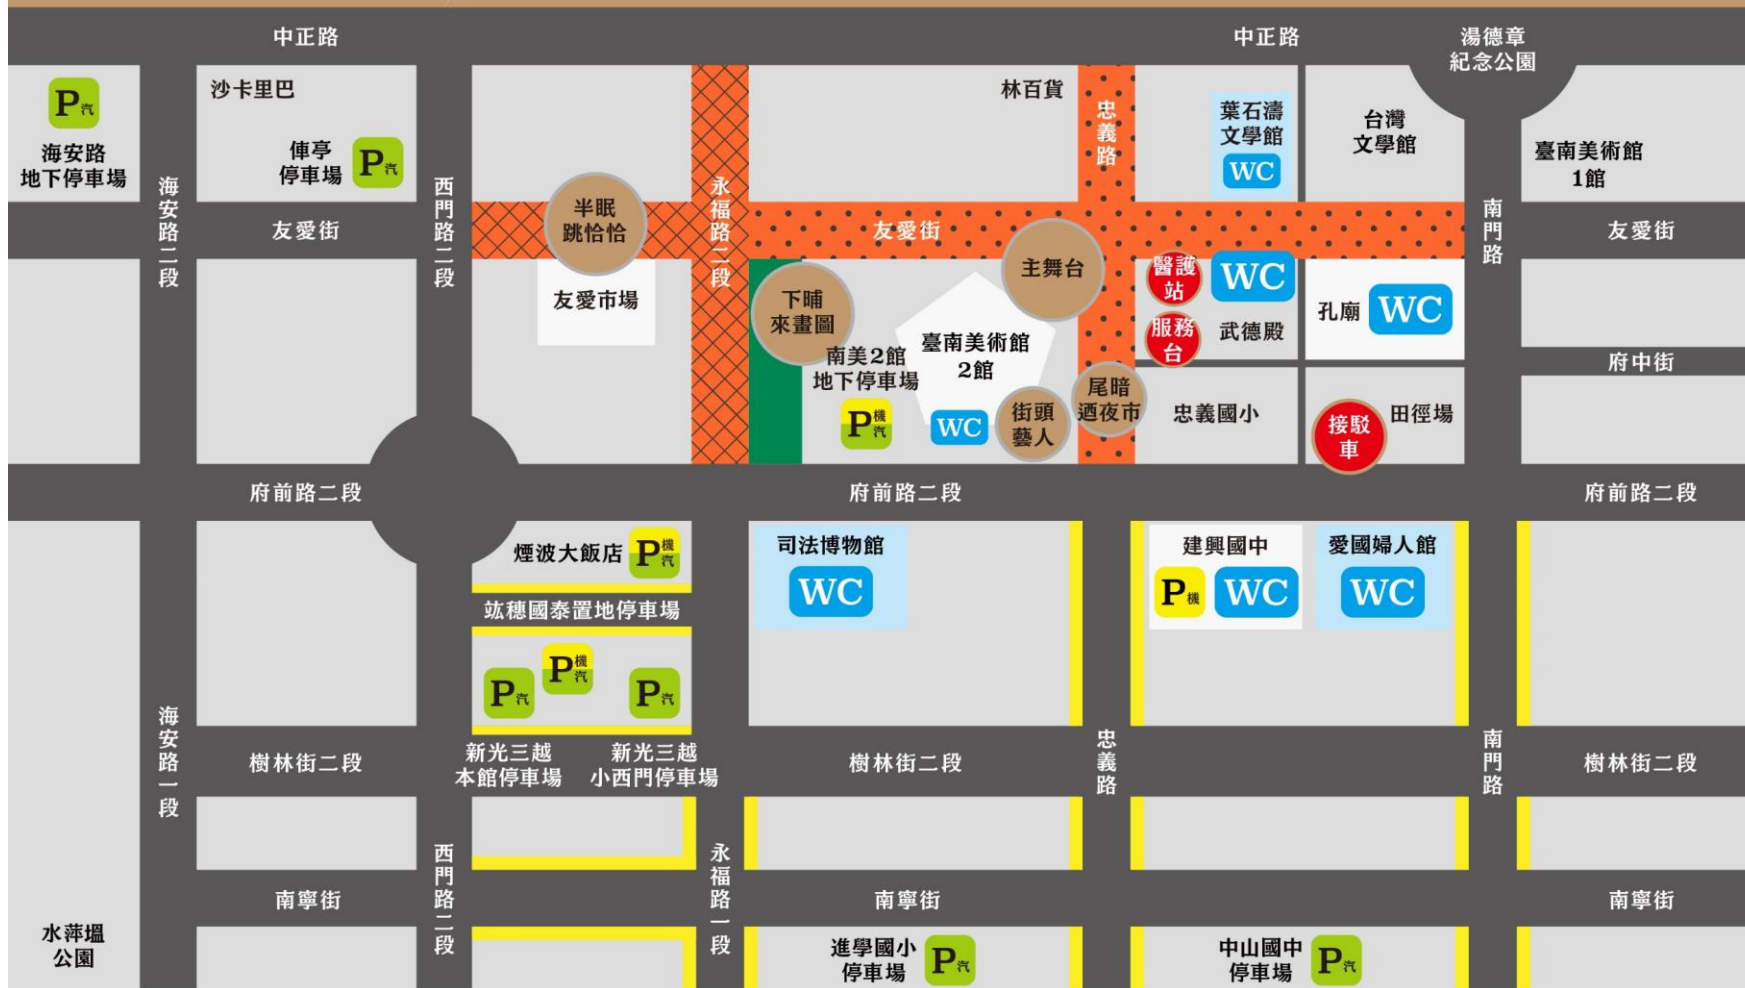 中正路
中正路
湯德章
紀念公園
P汽
海安路
地下停車場
沙卡里巴
俥亭
停車場
P汽
林百貨
忠義路
葉石濤
文學館
WC
台灣
文學館
臺南美術館
1館
海安路二段
西門路二段
永福路二段
南門路
友愛街
半眠
跳恰恰
友愛街
友愛街
友愛市場
下晡
來畫圖
主舞台
醫護
站
WC
服務
台
武德殿
孔廟
WC
南美2館
地下停車場
P機汽
臺南美術館
2館
WC
街頭
藝人
尾暗
迺夜市
忠義國小
接駁
車
田徑場
府中街
府前路二段
府前路二段
府前路二段
煙波大飯店
P機汽
竑穗國泰置地停車場
P汽
P機汽
P汽
新光三越
本館停車場
新光三越
小西門停車場
司法博物館
WC
建興國中
P機
WC
愛國婦人館
WC
海安路一段
樹林街二段
樹林街二段
忠義路
南門路
樹林街二段
西門路二段
永福路一段
南寧街
南寧街
南寧街
水萍塭
公園
進學國小
停車場
P汽
中山國中
停車場
P汽